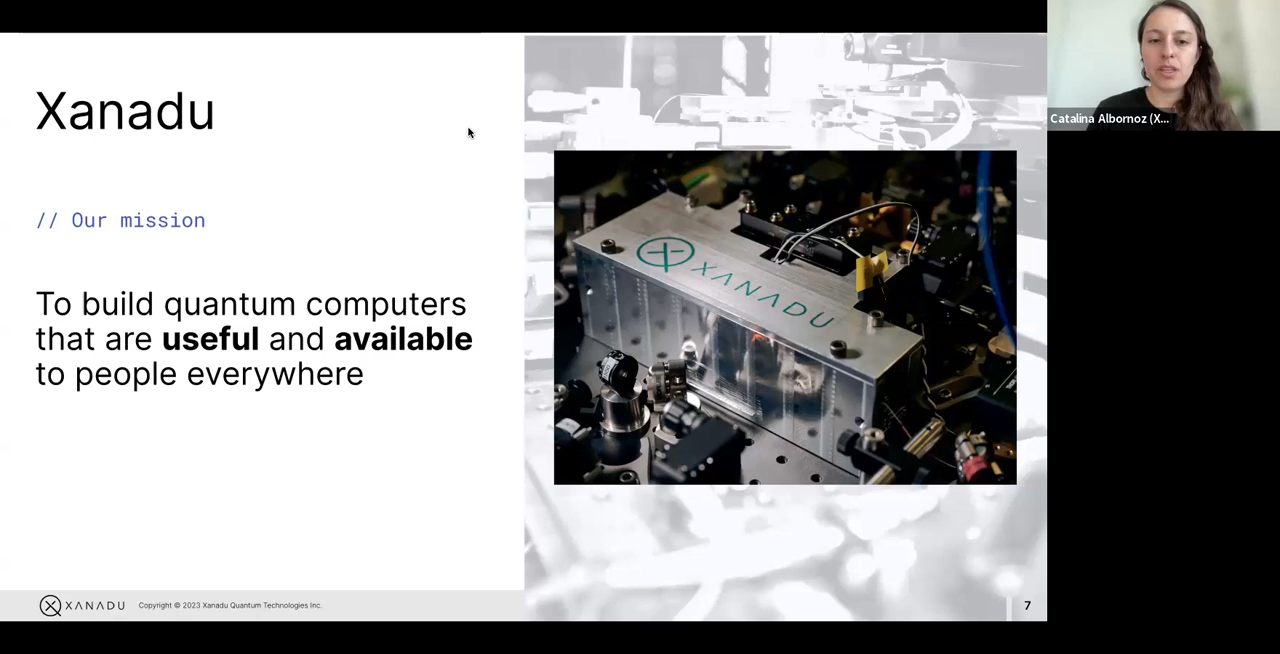 Xanadu
// Our mission
To build quantum computers
that are useful and available
to people everywhere
XANADU
XANADU
Copyright © 2023 Xanadu Quantum Technologies Inc.
7
Catalina Albornoz (X...